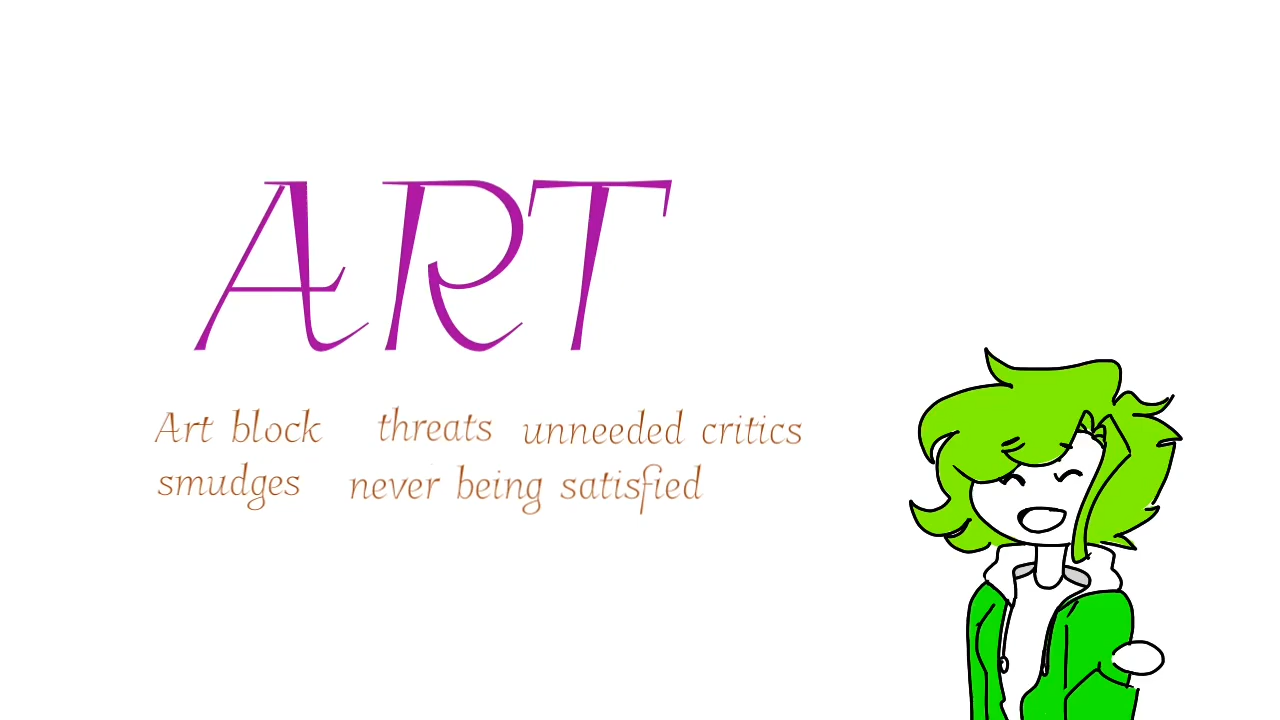 ART
Art block threats unneeded critics
smudges never being satisfied